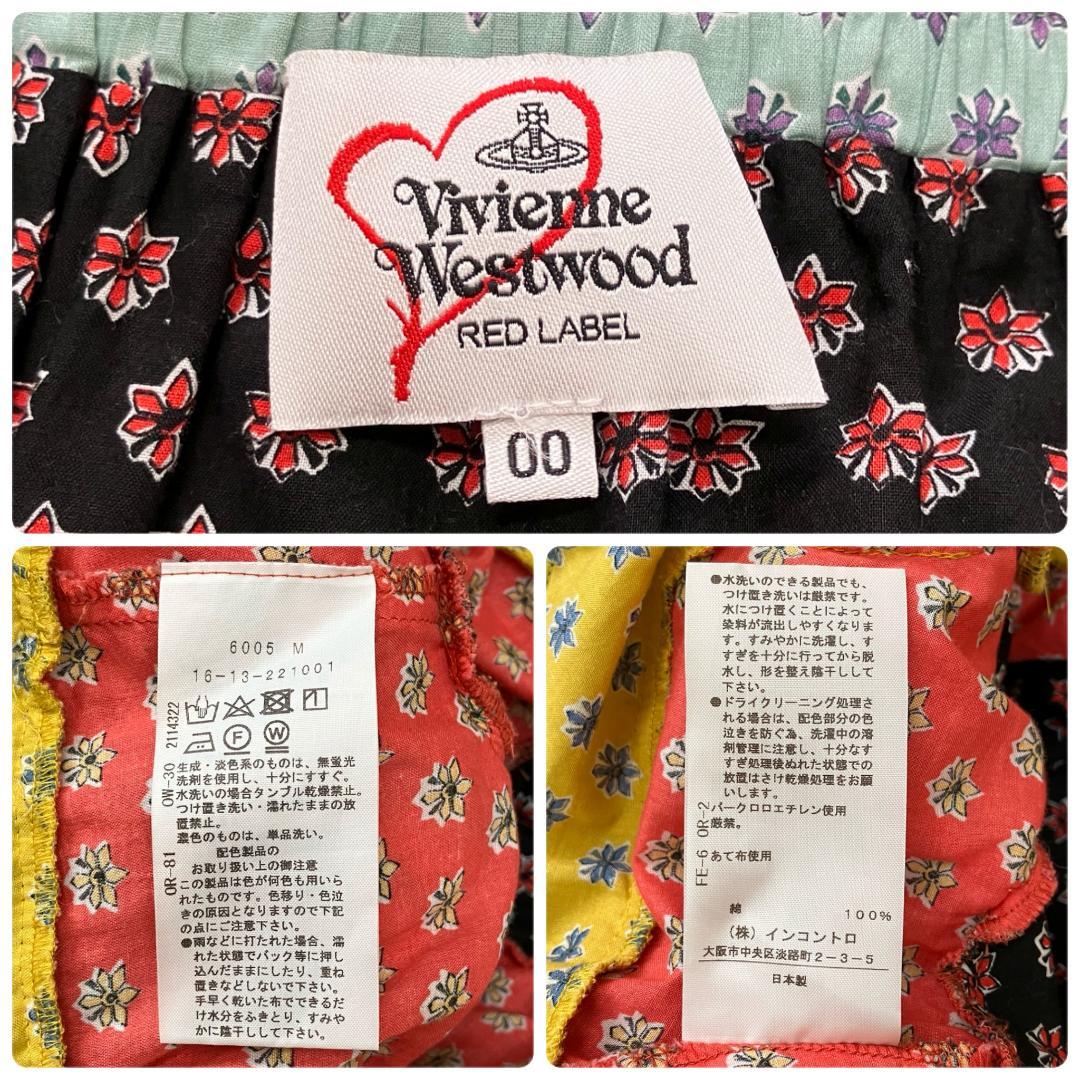 Vivienne
Westwood
RED LABEL
00
6005 M
16-13-221001
2114322
OW-30
OR-81
生成・淡色系のものは、無蛍光
洗剤を使用し、十分にすすぐ。
水洗いの場合タンブル乾燥禁止。
つけ置き洗い・濡れたままの放
置禁止。
濃色のものは、単品洗い。
配色製品の
お取り扱い上の御注意
この製品は色が何色も用いら
れたものです。色移り・色泣
きの原因となりますので下記
の点にご注意下さい。
●雨などに打たれた場合、濡
れた状態でバック等に押し
込んだままにしたり、重ね
置きなどしないで下さい。
手早く乾いた布でできるだ
け水分をふきとり、すみや
かに陰干しして下さい。
●水洗いのできる製品でも、
つけ置き洗いは厳禁です。
水につけ置くことによって
染料が流出しやすくなりま
す。すみやかに洗濯し、す
すぎを十分に行ってから脱
水し、形を整え陰干しして
下さい。
●ドライクリーニング処理さ
れる場合は、配色部分の色
泣きを防ぐ為、洗濯中の溶
剤管理に注意し、十分なす
すぎ処理後ぬれた状態での
放置はさけ乾燥処理をお願
いします。
パークロロエチレン使用
厳禁。
あて布使用
FE-6 OR-2
綿 100%
(株) インコントロ
大阪市中央区淡路町2-3-5
日本製